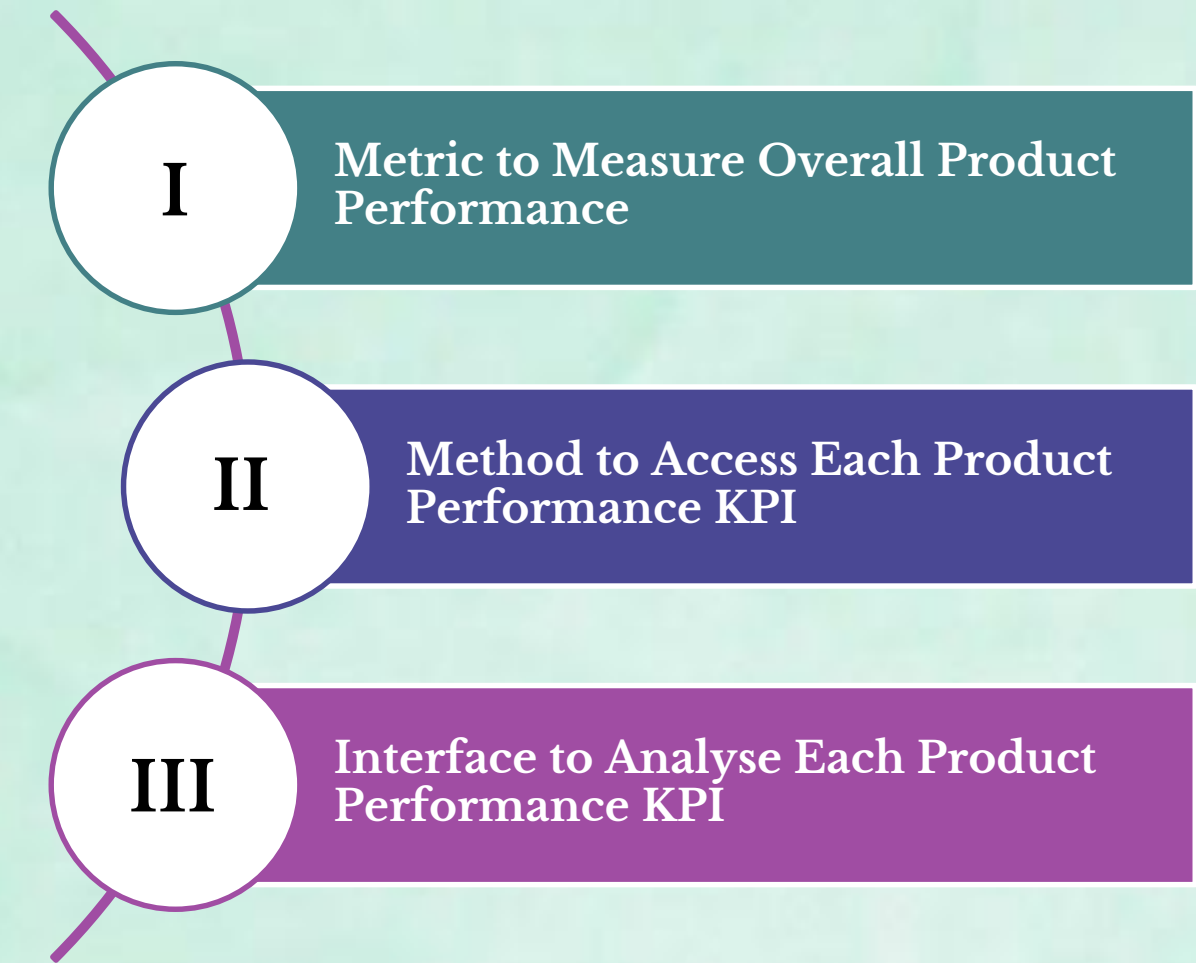 I
Metric to Measure Overall Product
Performance
II
Method to Access Each Product
Performance KPI
III
Interface to Analyse Each Product
Performance KPI